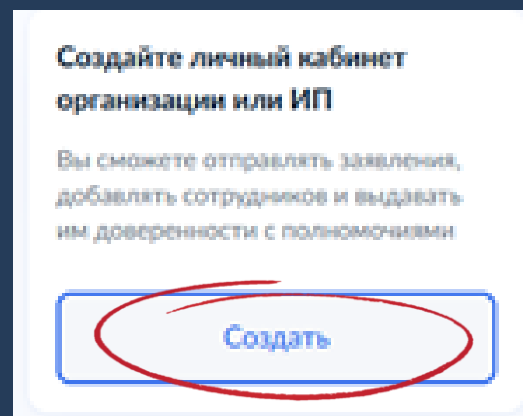 Создайте личный кабинет
организации или ИП
Вы сможете отправлять заявления,
добавлять сотрудников и выдавать
им доверенности с полномочиями
Создать